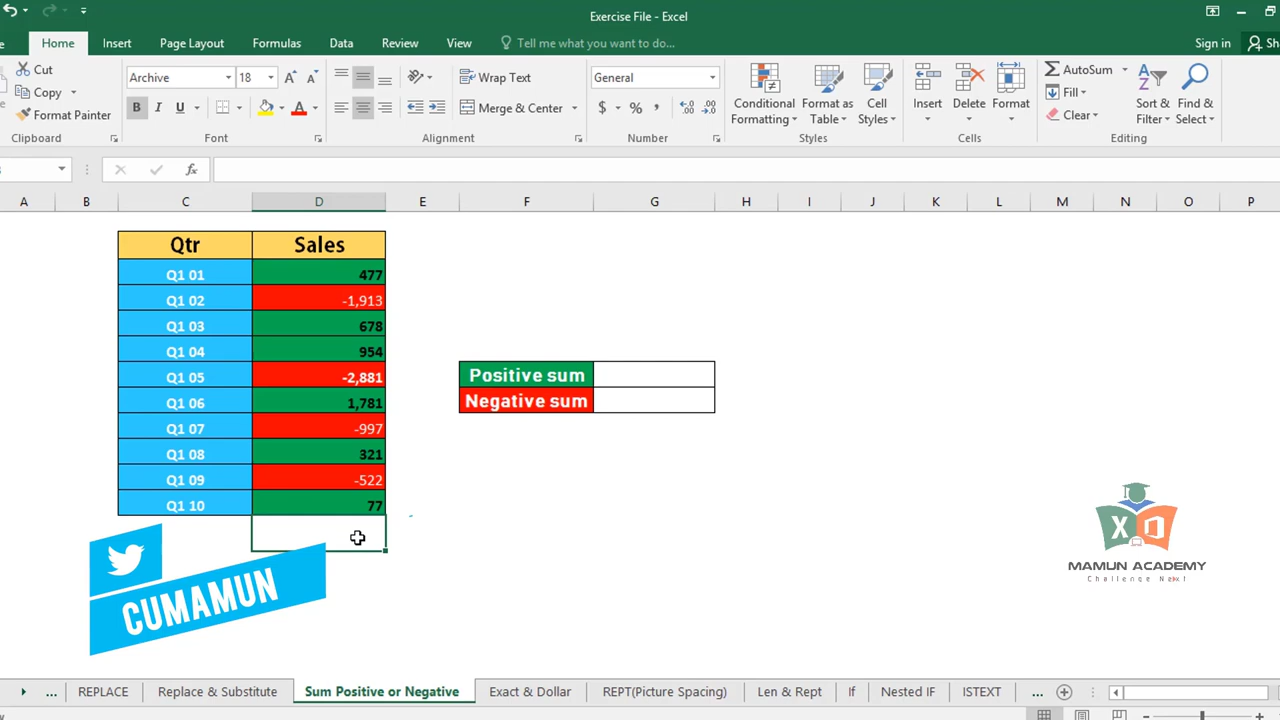 Exercise File - Excel
Home Insert Page Layout Formulas Data Review View Tell me what you want to do... Sign in Sh
Cut
Copy
Format Painter
Clipboard
Archive 18
B I U
Font
Wrap Text
Merge & Center
Alignment
General
$ % ,
Number
Conditional Formatting
Format as Table
Cell Styles
Styles
Insert Delete Format
Cells
AutoSum
Fill
Clear
Sort & Filter
Find & Select
Editing
fx
A B C D E F G H I J K L M N O P
Qtr Sales
Q1 01 477
Q1 02 -1,913
Q1 03 678
Q1 04 954
Q1 05 -2,881
Q1 06 1,781
Q1 07 -997
Q1 08 321
Q1 09 -522
Q1 10 77
Positive sum
Negative sum
CUMAMUN
X
MAMUN ACADEMY
Challenge Next
... REPLACE Replace & Substitute Sum Positive or Negative Exact & Dollar REPT(Picture Spacing) Len & Rept If Nested IF ISTEXT ...